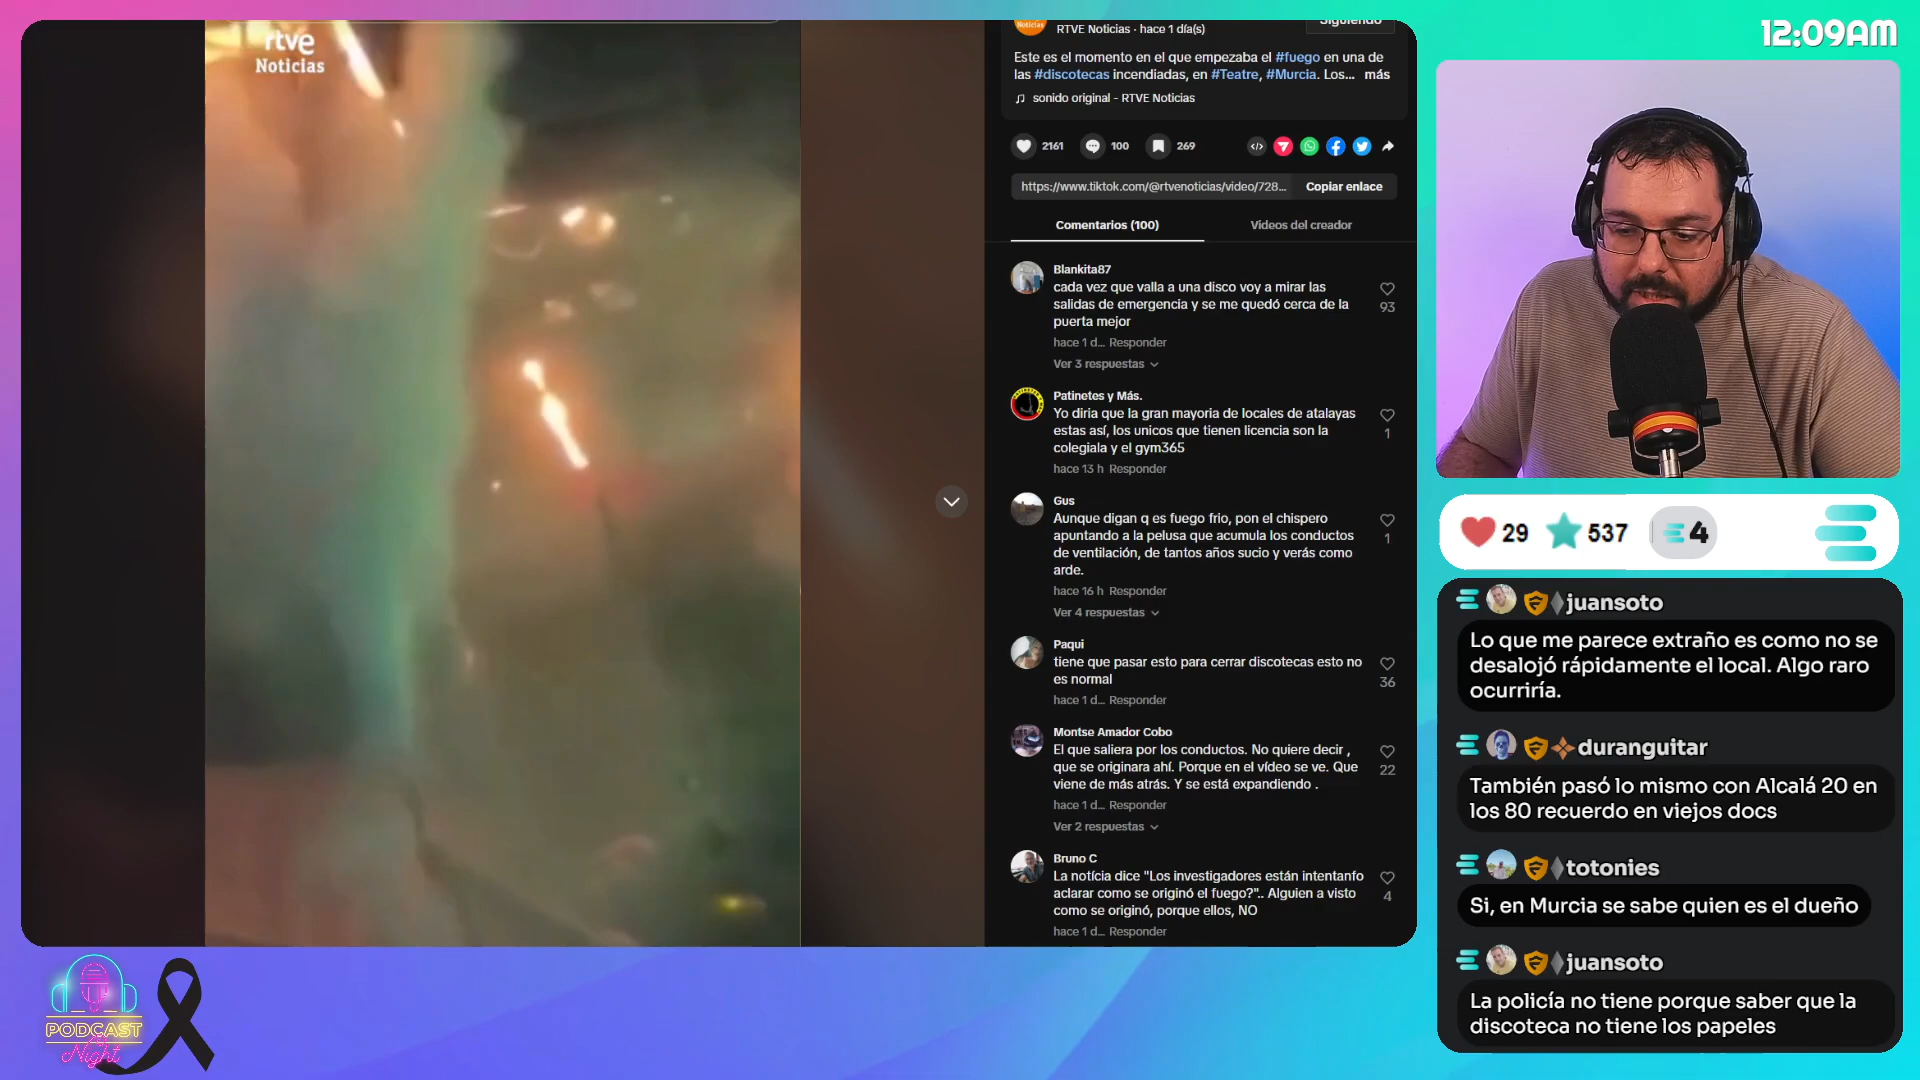 rtve
Noticias
Noticias
RTVE Noticias · hace 1 día(s)
Siguiendo
Este es el momento en el que empezaba el #fuego en una de
las #discotecas incendiadas, en #Teatre, #Murcia. Los... más
sonido original - RTVE Noticias
2161
100
269
https://www.tiktok.com/@rtvenoticias/video/728...
Copiar enlace
Comentarios (100)
Videos del creador
Blankita87
cada vez que valla a una disco voy a mirar las
salidas de emergencia y se me quedó cerca de la
puerta mejor
hace 1 d... Responder
93
Ver 3 respuestas
Patinetes y Más.
Yo diria que la gran mayoria de locales de atalayas
estas así, los unicos que tienen licencia son la
colegiala y el gym365
hace 13 h Responder
1
Gus
Aunque digan q es fuego frio, pon el chispero
apuntando a la pelusa que acumula los conductos
de ventilación, de tantos años sucio y verás como
arde.
hace 16 h Responder
1
Ver 4 respuestas
Paqui
tiene que pasar esto para cerrar discotecas esto no
es normal
hace 1 d... Responder
36
Montse Amador Cobo
El que saliera por los conductos. No quiere decir ,
que se originara ahí. Porque en el vídeo se ve. Que
viene de más atrás. Y se está expandiendo .
hace 1 d... Responder
22
Ver 2 respuestas
Bruno C
La notícia dice "Los investigadores están intentanfo
aclarar como se originó el fuego?".. Alguien a visto
como se originó, porque ellos, NO
hace 1 d... Responder
4
12:09AM
29
537
4
juansoto
Lo que me parece extraño es como no se
desalojó rápidamente el local. Algo raro
ocurriría.
duranguitar
También pasó lo mismo con Alcalá 20 en
los 80 recuerdo en viejos docs
totonies
Si, en Murcia se sabe quien es el dueño
juansoto
La policía no tiene porque saber que la
discoteca no tiene los papeles
PODCAST
Night